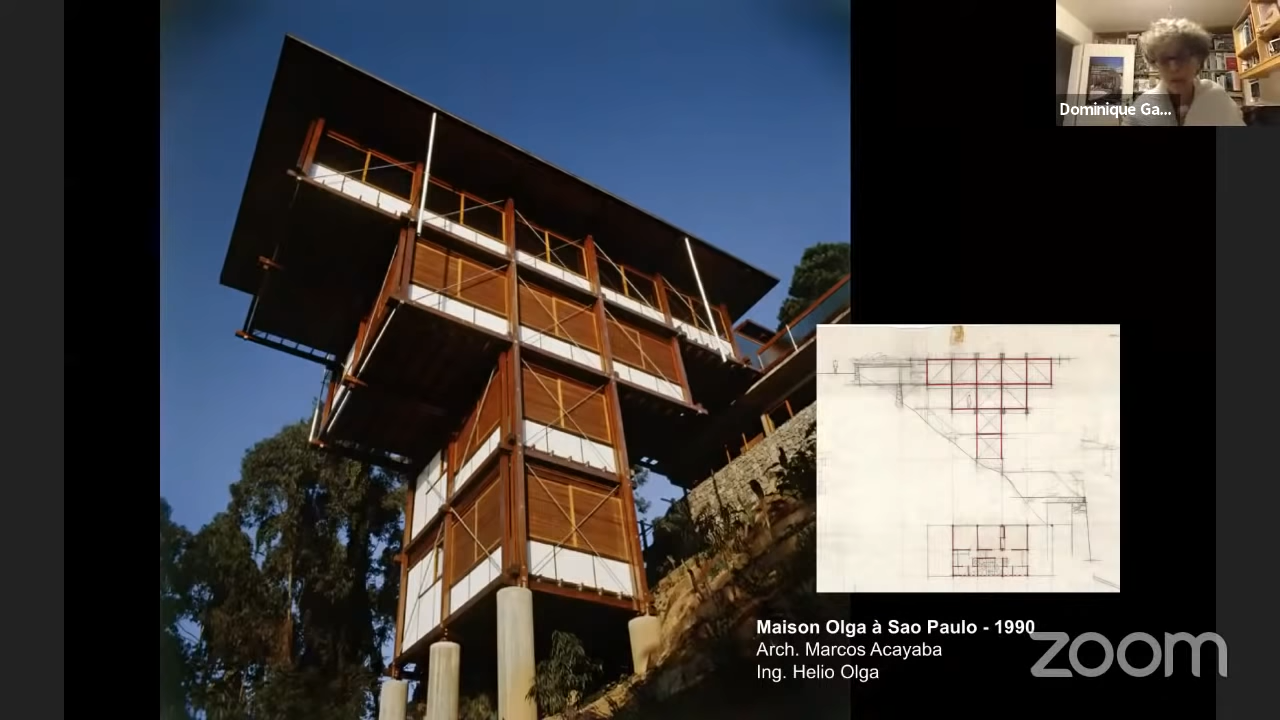 Dominique Ga...
Maison Olga à Sao Paulo - 1990
Arch. Marcos Acayaba
Ing. Helio Olga
zoom